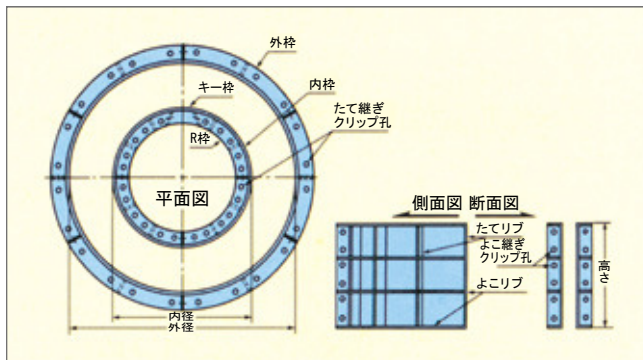 外枠
キー枠
内枠
R枠
たて継ぎ
クリップ孔
平面図
内径
外径
側面図 断面図
たてリブ
よこ継ぎ
クリップ孔
よこリブ
高さ